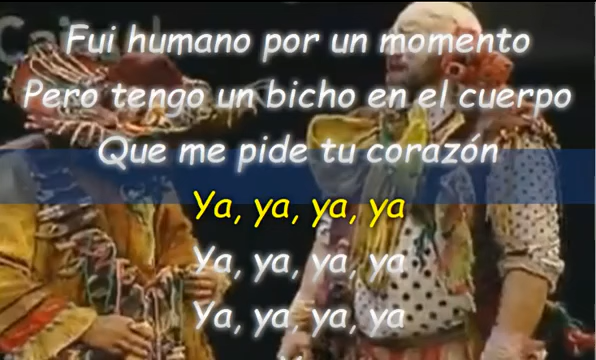 Fui humano por un momento
Pero tengo un bicho en el cuerpo
Que me pide tu corazón
Ya, ya, ya, ya
Ya, ya, ya, ya
Ya, ya, ya, ya